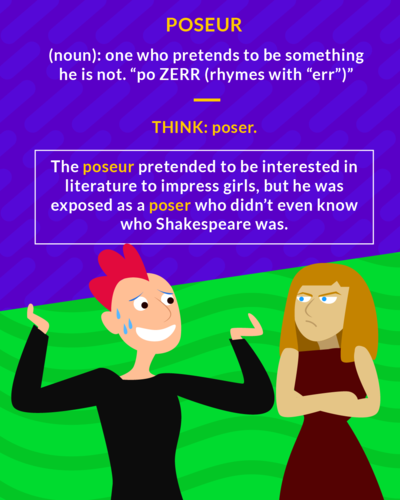 POSEUR
(noun): one who pretends to be something
he is not. “po ZERR (rhymes with “err”)”
THINK: poser.
The poseur pretended to be interested in
literature to impress girls, but he was
exposed as a poser who didn’t even know
who Shakespeare was.